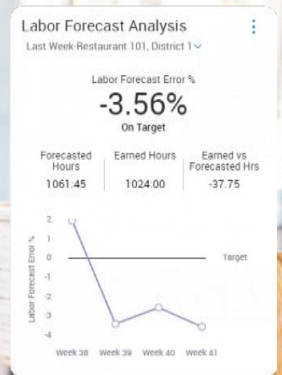 Labor Forecast Analysis
Last Week-Restaurant 101, District 1
Labor Forecast Error %
-3.56%
On Target
Forecasted Hours
1061:45
Earned Hours
1024:00
Earned vs Forecasted Hrs
-37.75
Labor Forecast Error %
2
1
0
-1
-2
-3
-4
Target
Week 38 Week 39 Week 40 Week 41